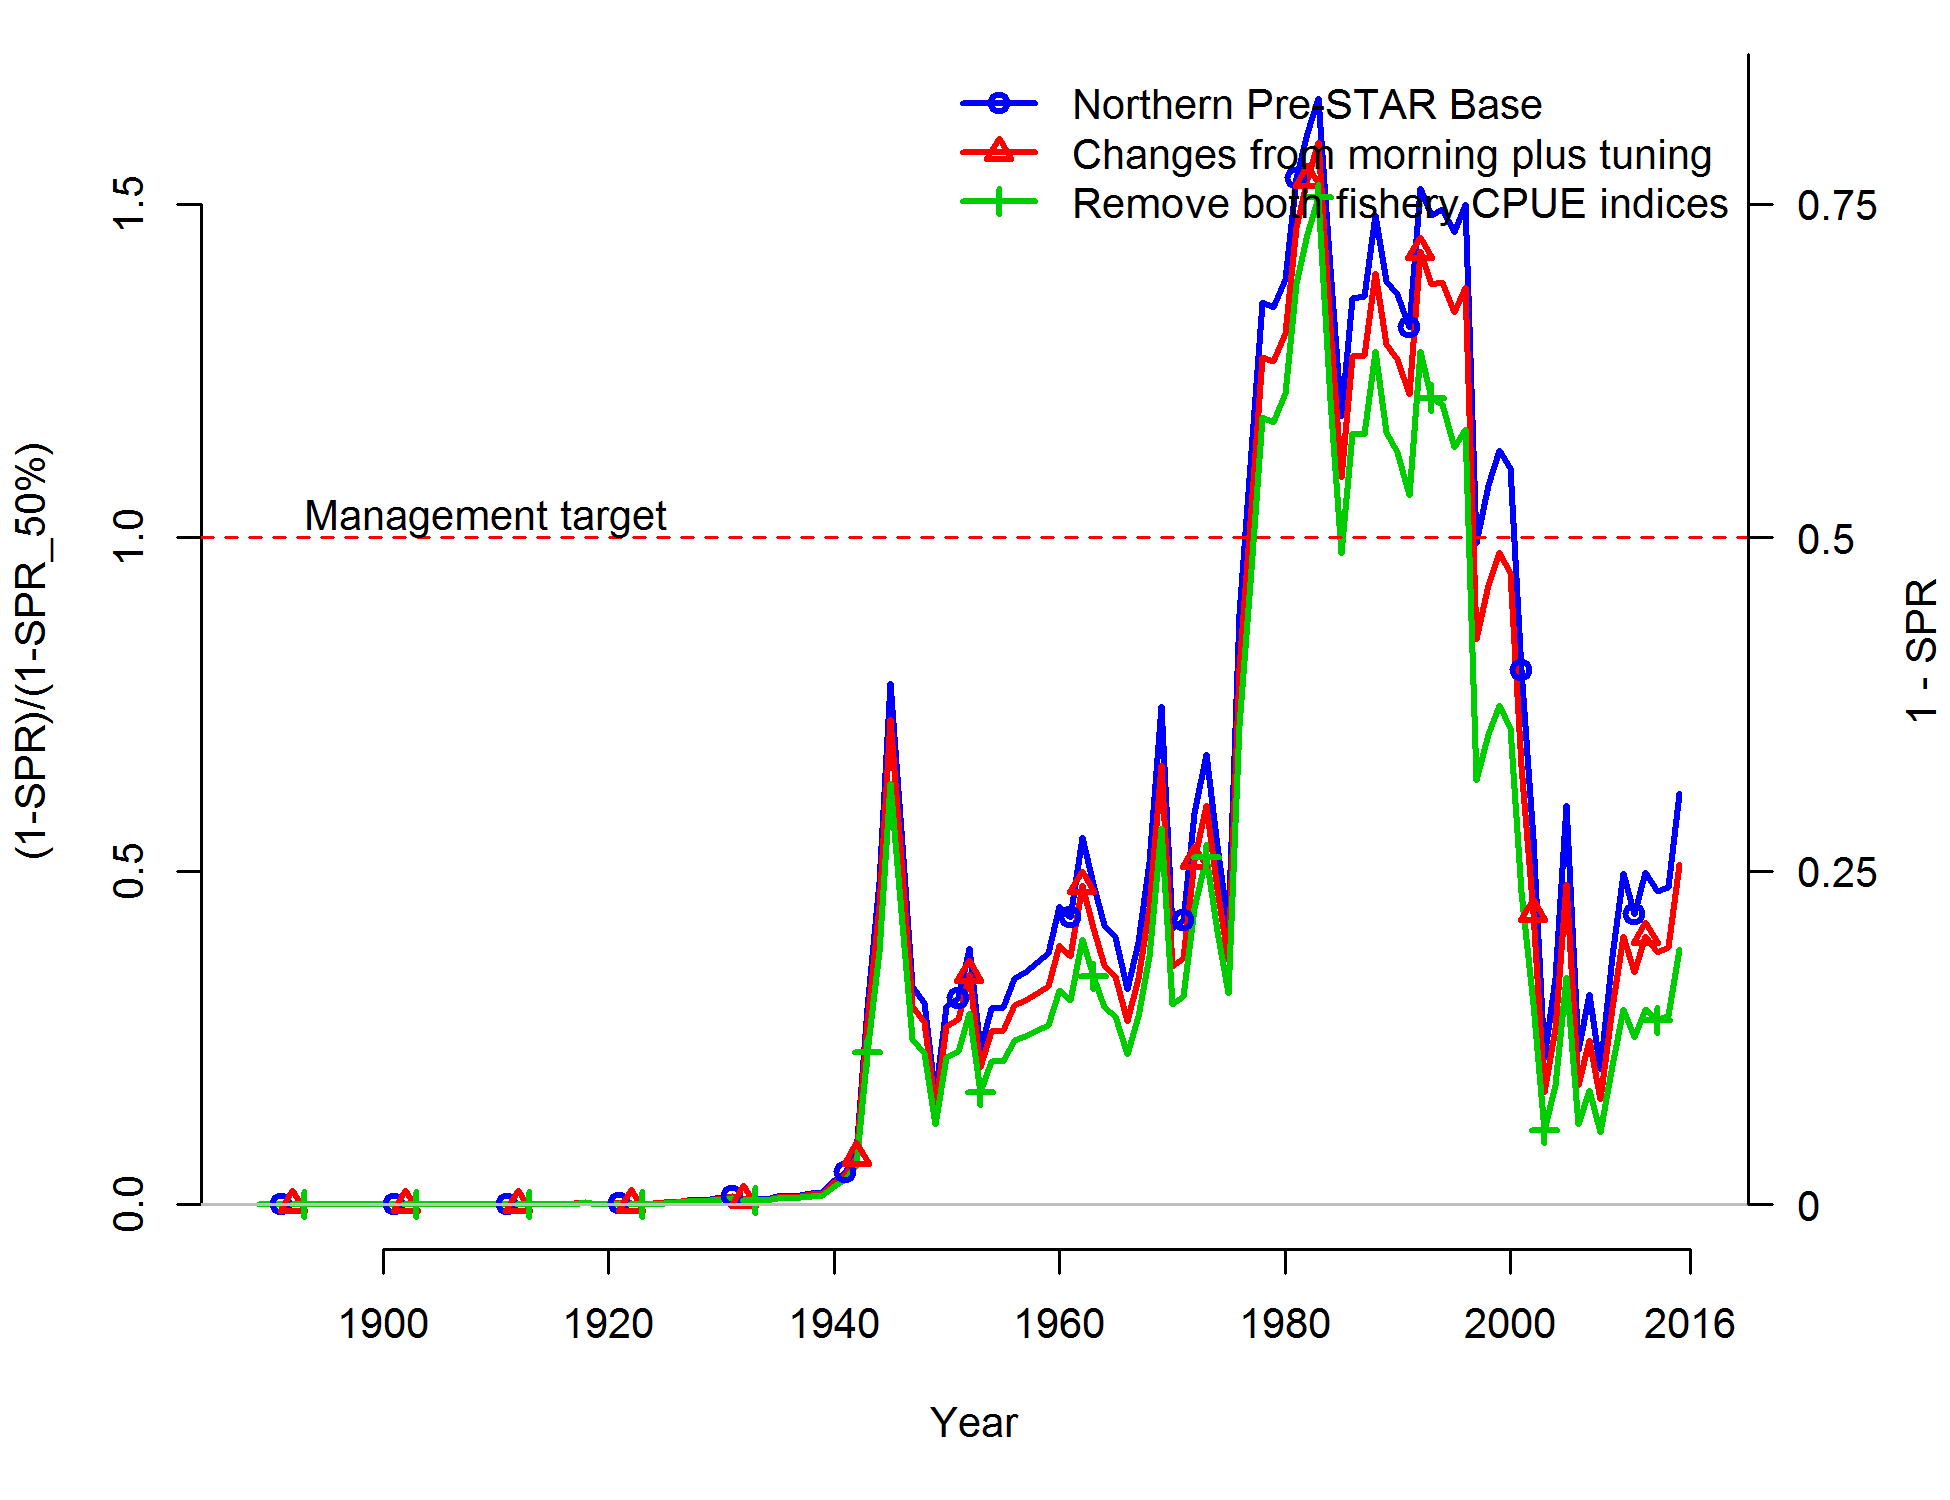 Northern Pre-STAR Base
Changes from morning plus tuning
Remove both fishery CPUE indices
Management target
(1-SPR)/(1-SPR_50%)
0.0
0.5
1.0
1.5
1 - SPR
0
0.25
0.5
0.75
1900
1920
1940
1960
1980
2000
2016
Year